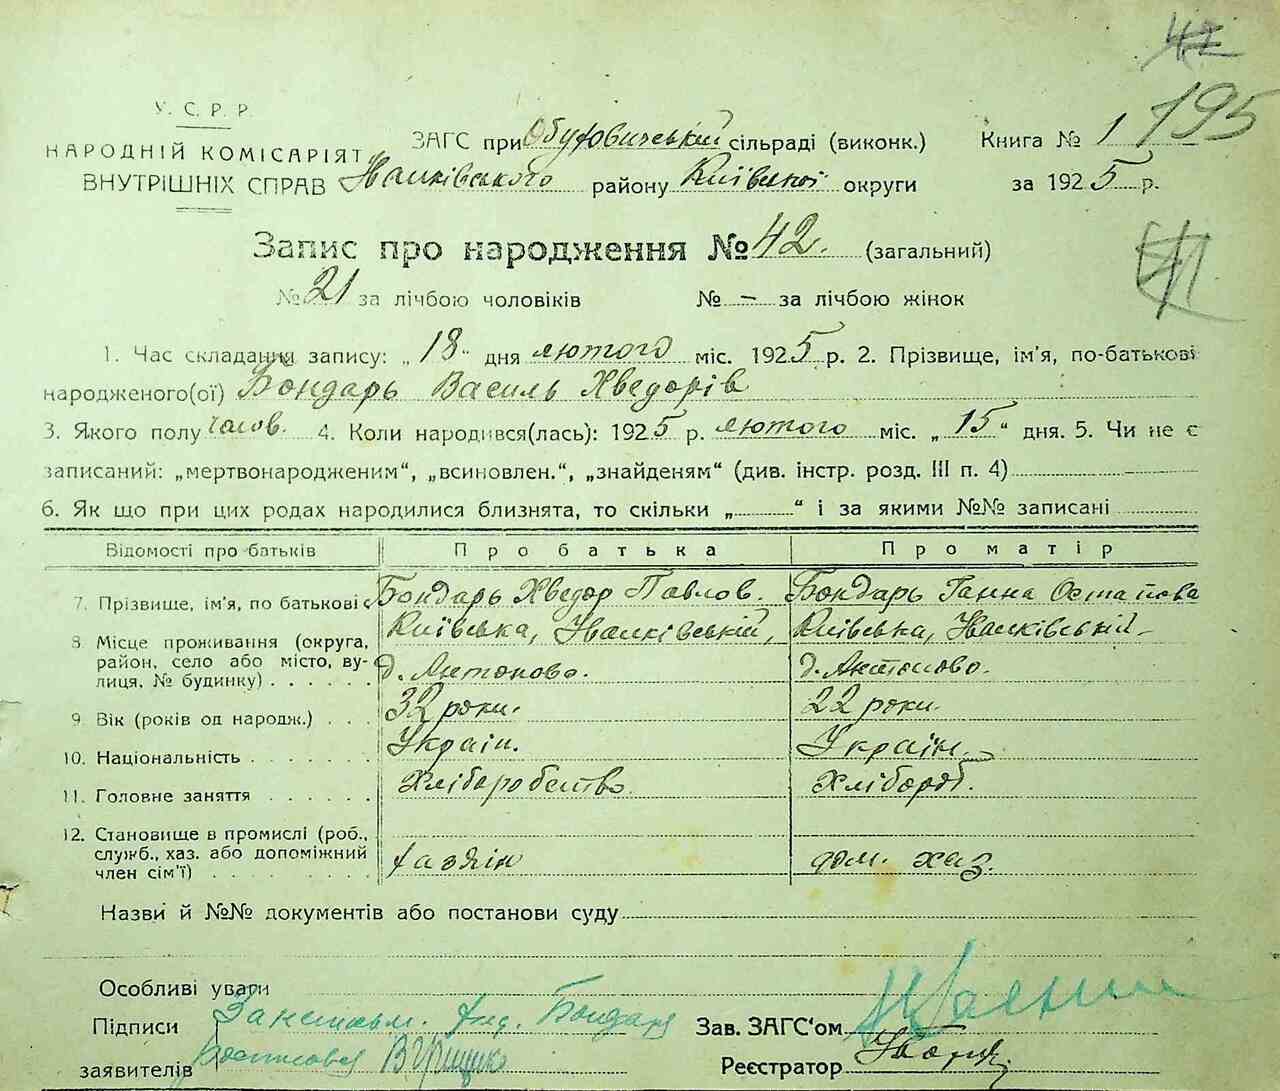 195
У. С. Р. Р.
НАРОДНІЙ КОМІСАРІЯТ
ВНУТРІШНІХ СПРАВ
ЗАГС при Обуховичській сільраді (виконк.) Книга № 1
Іванківського району Київської округи за 1925 р.
Запис про народження № 42. (загальний)
№ 21 за лічбою чоловіків № — за лічбою жінок
1. Час складання запису: „18" дня лютого міс. 1925 р. 2. Прізвище, ім'я, по-батькові
народженого(ої) Бондарь Василь Хведорів
3. Якого полу 4. Коли народився(лась): 1925 р. лютого міс. „15" дня. 5. Чи не є
записаний: „мертвонародженим", „всиновлен.", „знайденям" (див. інстр. розд. III п. 4)
6. Як що при цих родах народилися близнята, то скільки „ " і за якими №№ записані
Відомості про батьків Про батька Про матір
7. Прізвище, ім'я, по батькові Бондарь Хведор Павлов. Бондарь Ганна Остапова
8 Місце проживання (округа, район, село або місто, вулиця, № будинку) Київська, Іванківській, Київська, Іванківській
д. Антоново. д. Антоново.
9 Вік (років од народж.) 32 роки. 22 роки.
10. Національність Україн. Україн.
11. Головне заняття Хліборобство Хлібороб.
12. Становище в промислі (роб., служб., хаз. або допоміжний член сім'ї) хазяїн дом. хаз.
Назви й №№ документів або постанови суду
Особливі уваги
Підписи заявителів Бондарь
Зав. ЗАГС'ом
Реєстратор